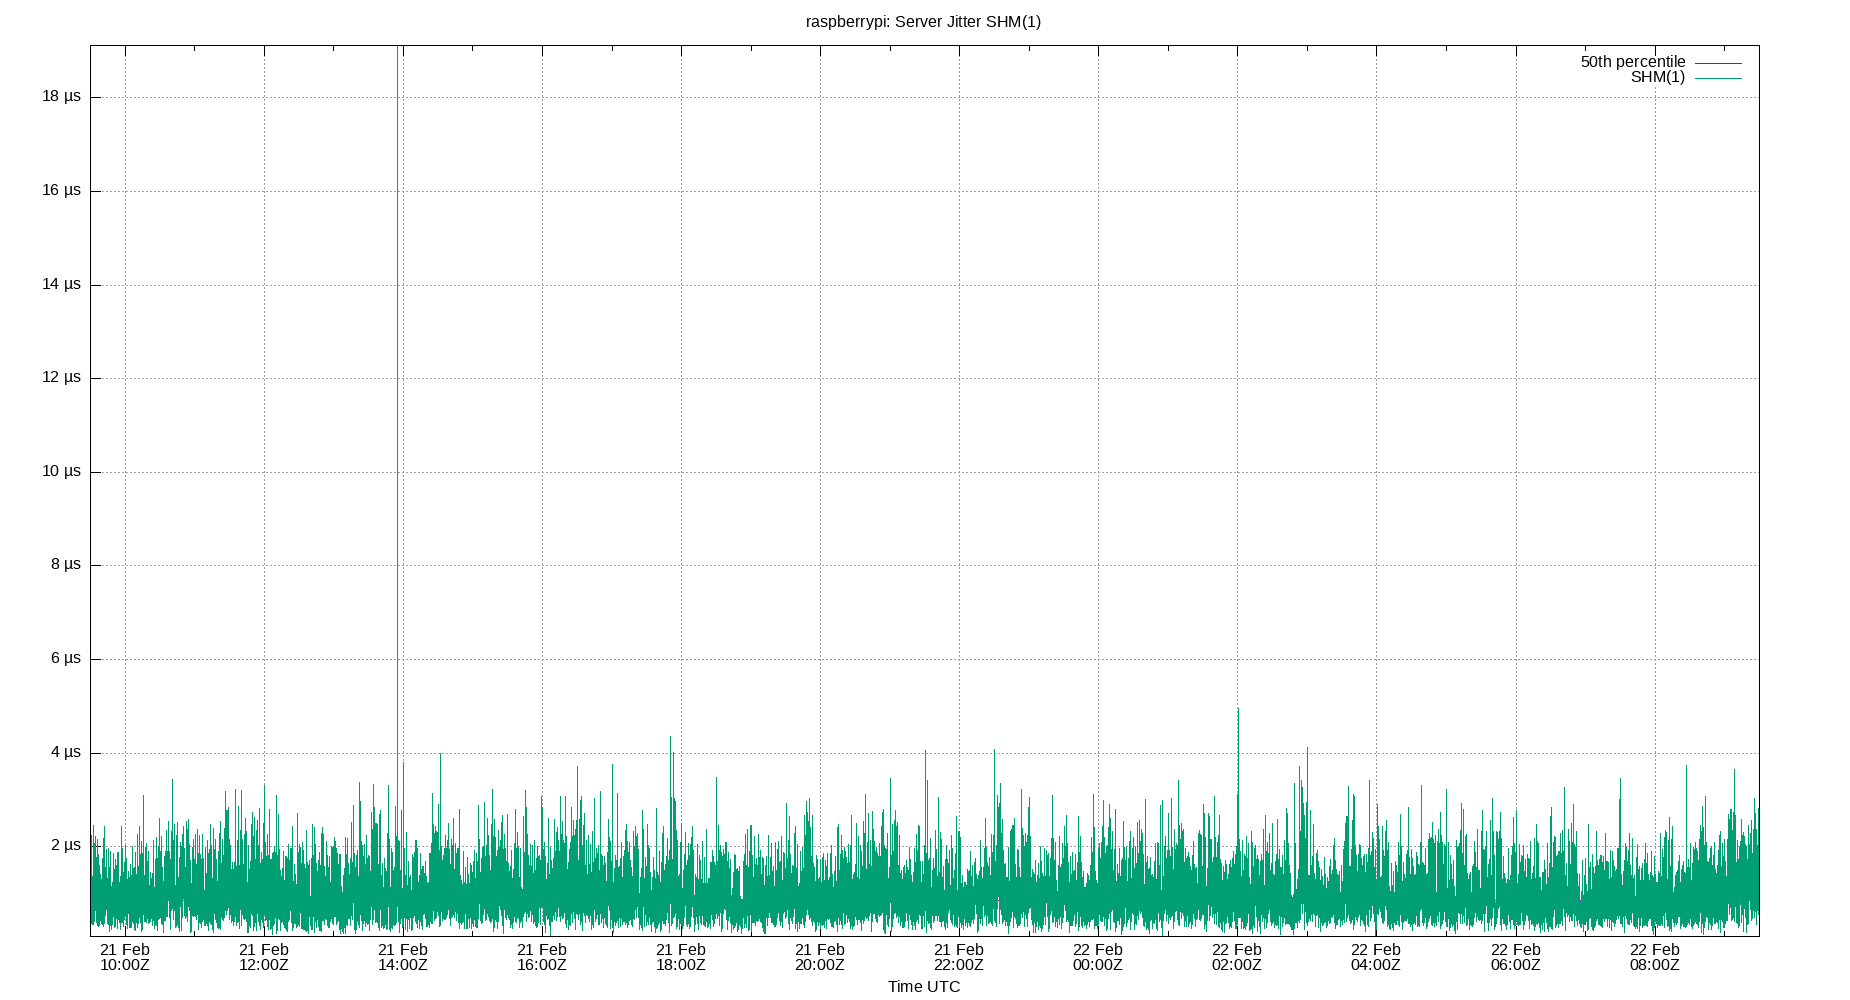 raspberrypi: Server Jitter SHM(1)
50th percentile
SHM(1)
18 µs
16 µs
14 µs
12 µs
10 µs
8 µs
6 µs
4 µs
2 µs
21 Feb 21 Feb 21 Feb 21 Feb 21 Feb 21 Feb 21 Feb 22 Feb 22 Feb 22 Feb 22 Feb 22 Feb
10:00Z 12:00Z 14:00Z 16:00Z 18:00Z 20:00Z 22:00Z 00:00Z 02:00Z 04:00Z 06:00Z 08:00Z
Time UTC